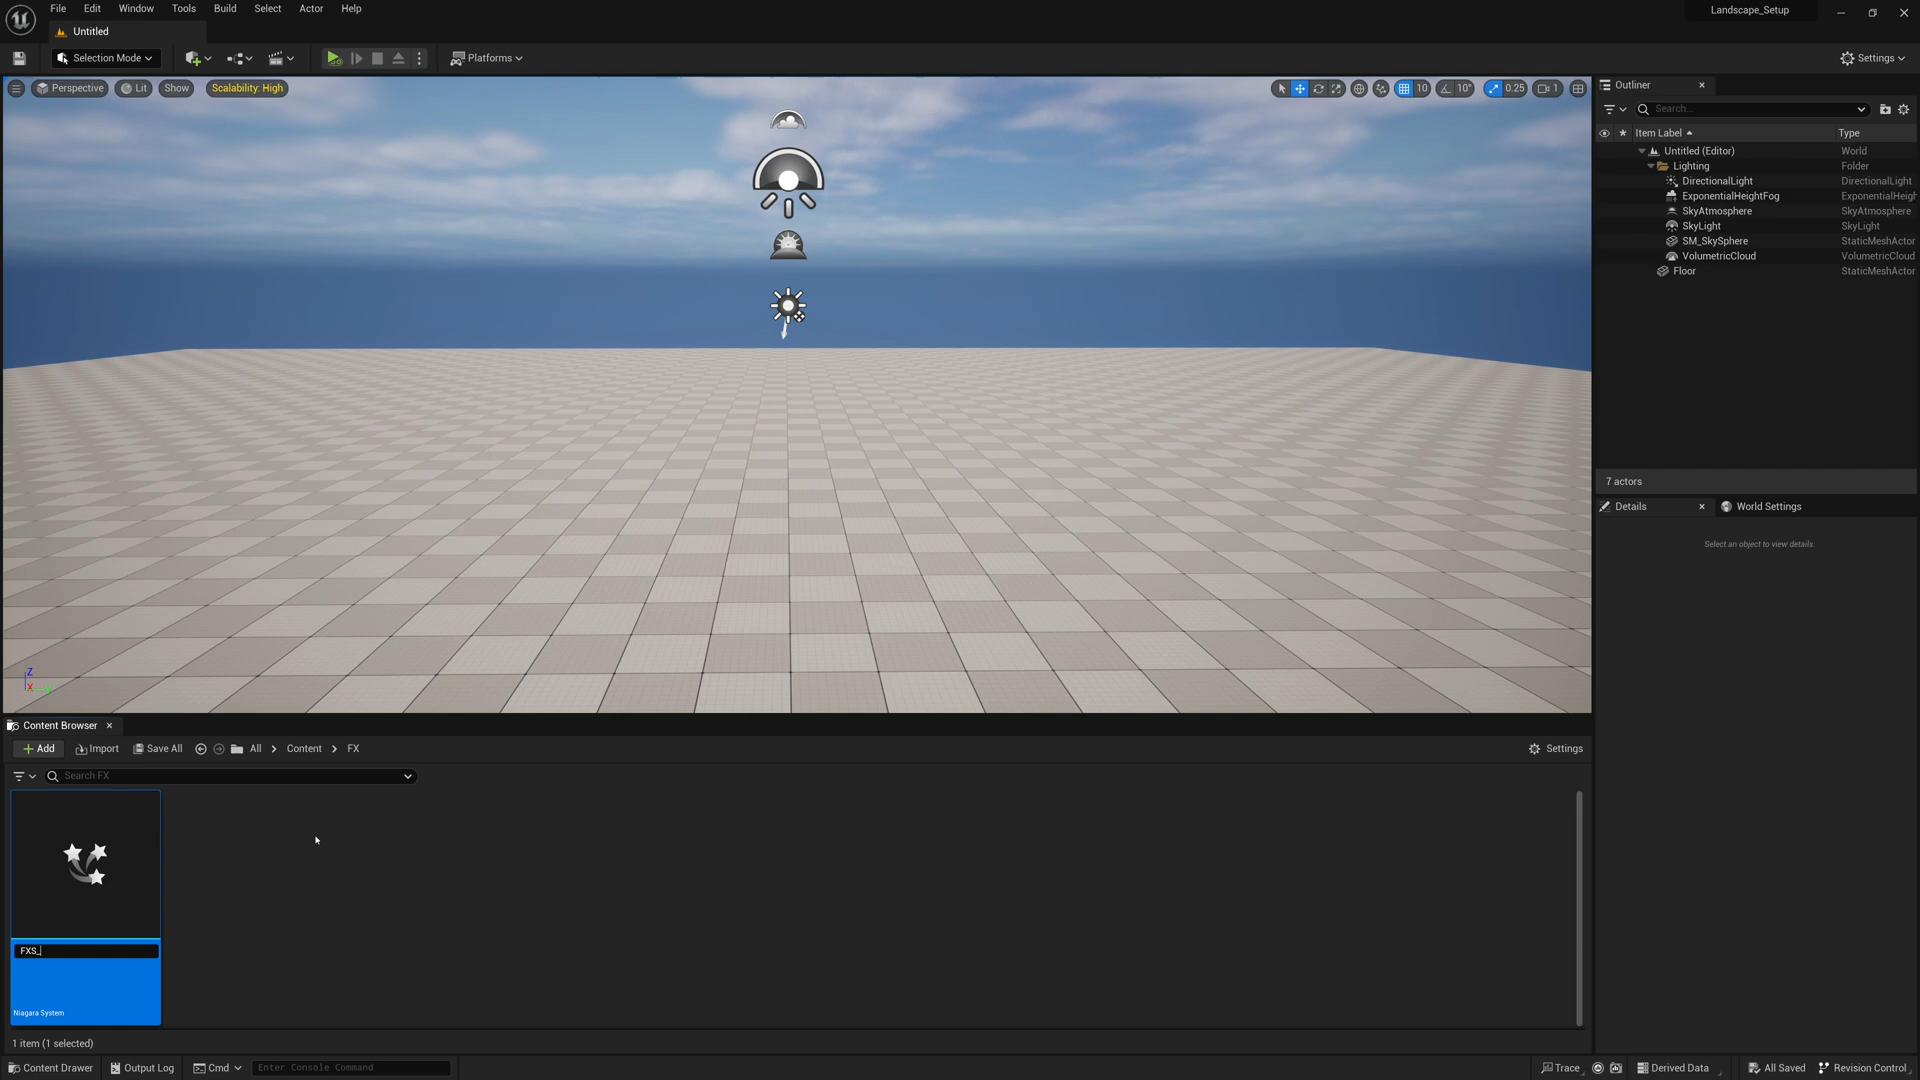 File Edit Window Tools Build Select Actor Help
Landscape_Setup
Untitled
Selection Mode
Platforms
Settings
Perspective Lit Show Scalability: High
10 10° 0.25 1
Outliner
Search...
Item Label Type
Untitled (Editor) World
Lighting Folder
DirectionalLight DirectionalLight
ExponentialHeightFog ExponentialHeigh
SkyAtmosphere SkyAtmosphere
SkyLight SkyLight
SM_SkySphere StaticMeshActor
VolumetricCloud VolumetricCloud
Floor StaticMeshActor
7 actors
Details World Settings
Select an object to view details.
Z
X
Content Browser
Add Import Save All All Content FX Settings
Search FX
FXS_
Niagara System
1 item (1 selected)
Content Drawer Output Log Cmd Enter Console Command Trace Derived Data All Saved Revision Control